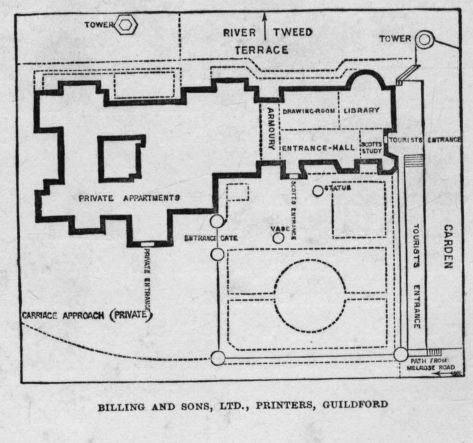 TOWER
RIVER TWEED
TERRACE
TOWER
ARMOURY
DRAWING-ROOM
LIBRARY
ENTRANCE-HALL
SCOTTS
STUDY
TOURISTS ENTRANCE
PRIVATE APPARTMENTS
SCOTTS ENTRANCE
STATUS
VASE
ENTRANCE GATE
PRIVATE ENTRANCE
CARRIAGE APPROACH (PRIVATE)
TOURIST'S ENTRANCE
GARDEN
PATH FROM
MELROSE ROAD
BILLING AND SONS, LTD., PRINTERS, GUILDFORD